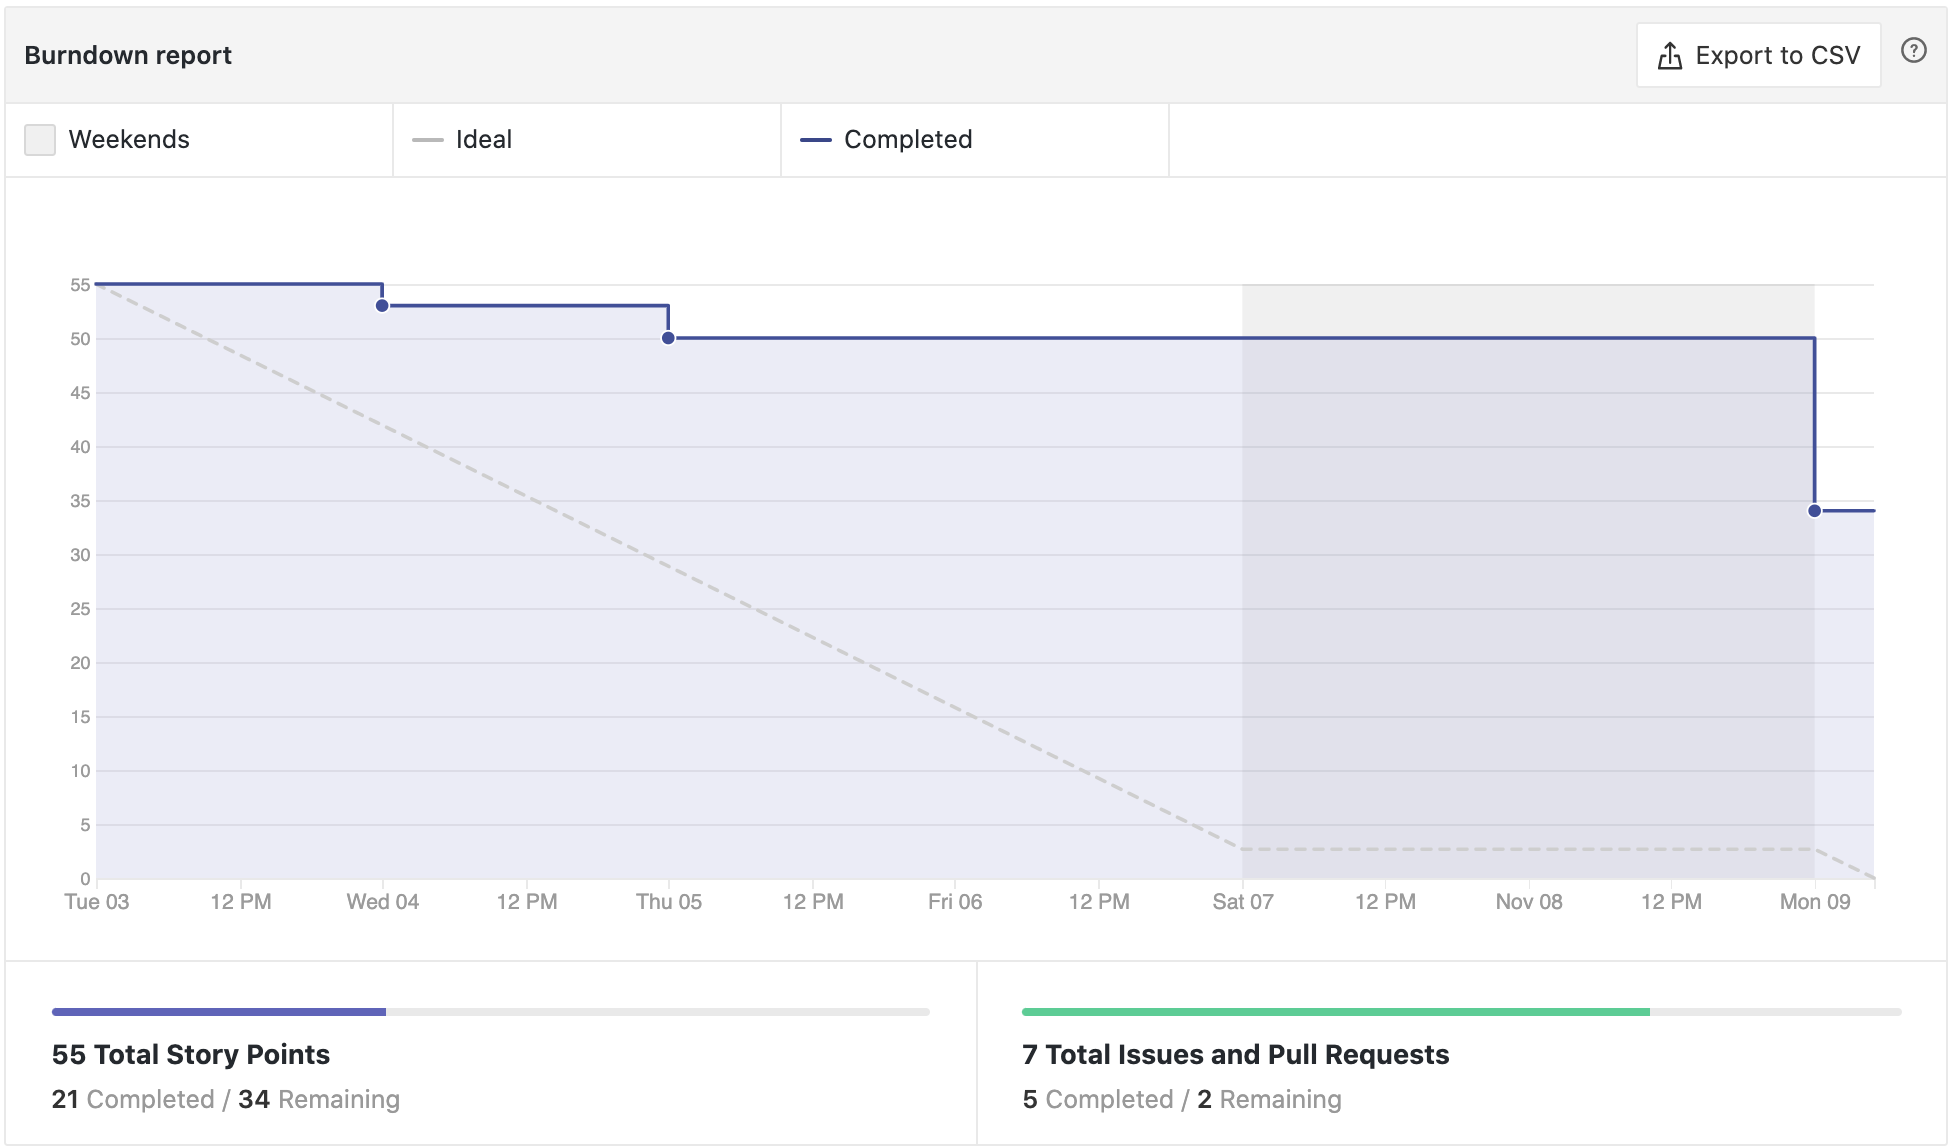 Burndown report
Export to CSV
?
Weekends
Ideal
Completed
55
50
45
40
35
30
25
20
15
10
5
0
Tue 03 12 PM Wed 04 12 PM Thu 05 12 PM Fri 06 12 PM Sat 07 12 PM Nov 08 12 PM Mon 09
55 Total Story Points
21 Completed / 34 Remaining
7 Total Issues and Pull Requests
5 Completed / 2 Remaining